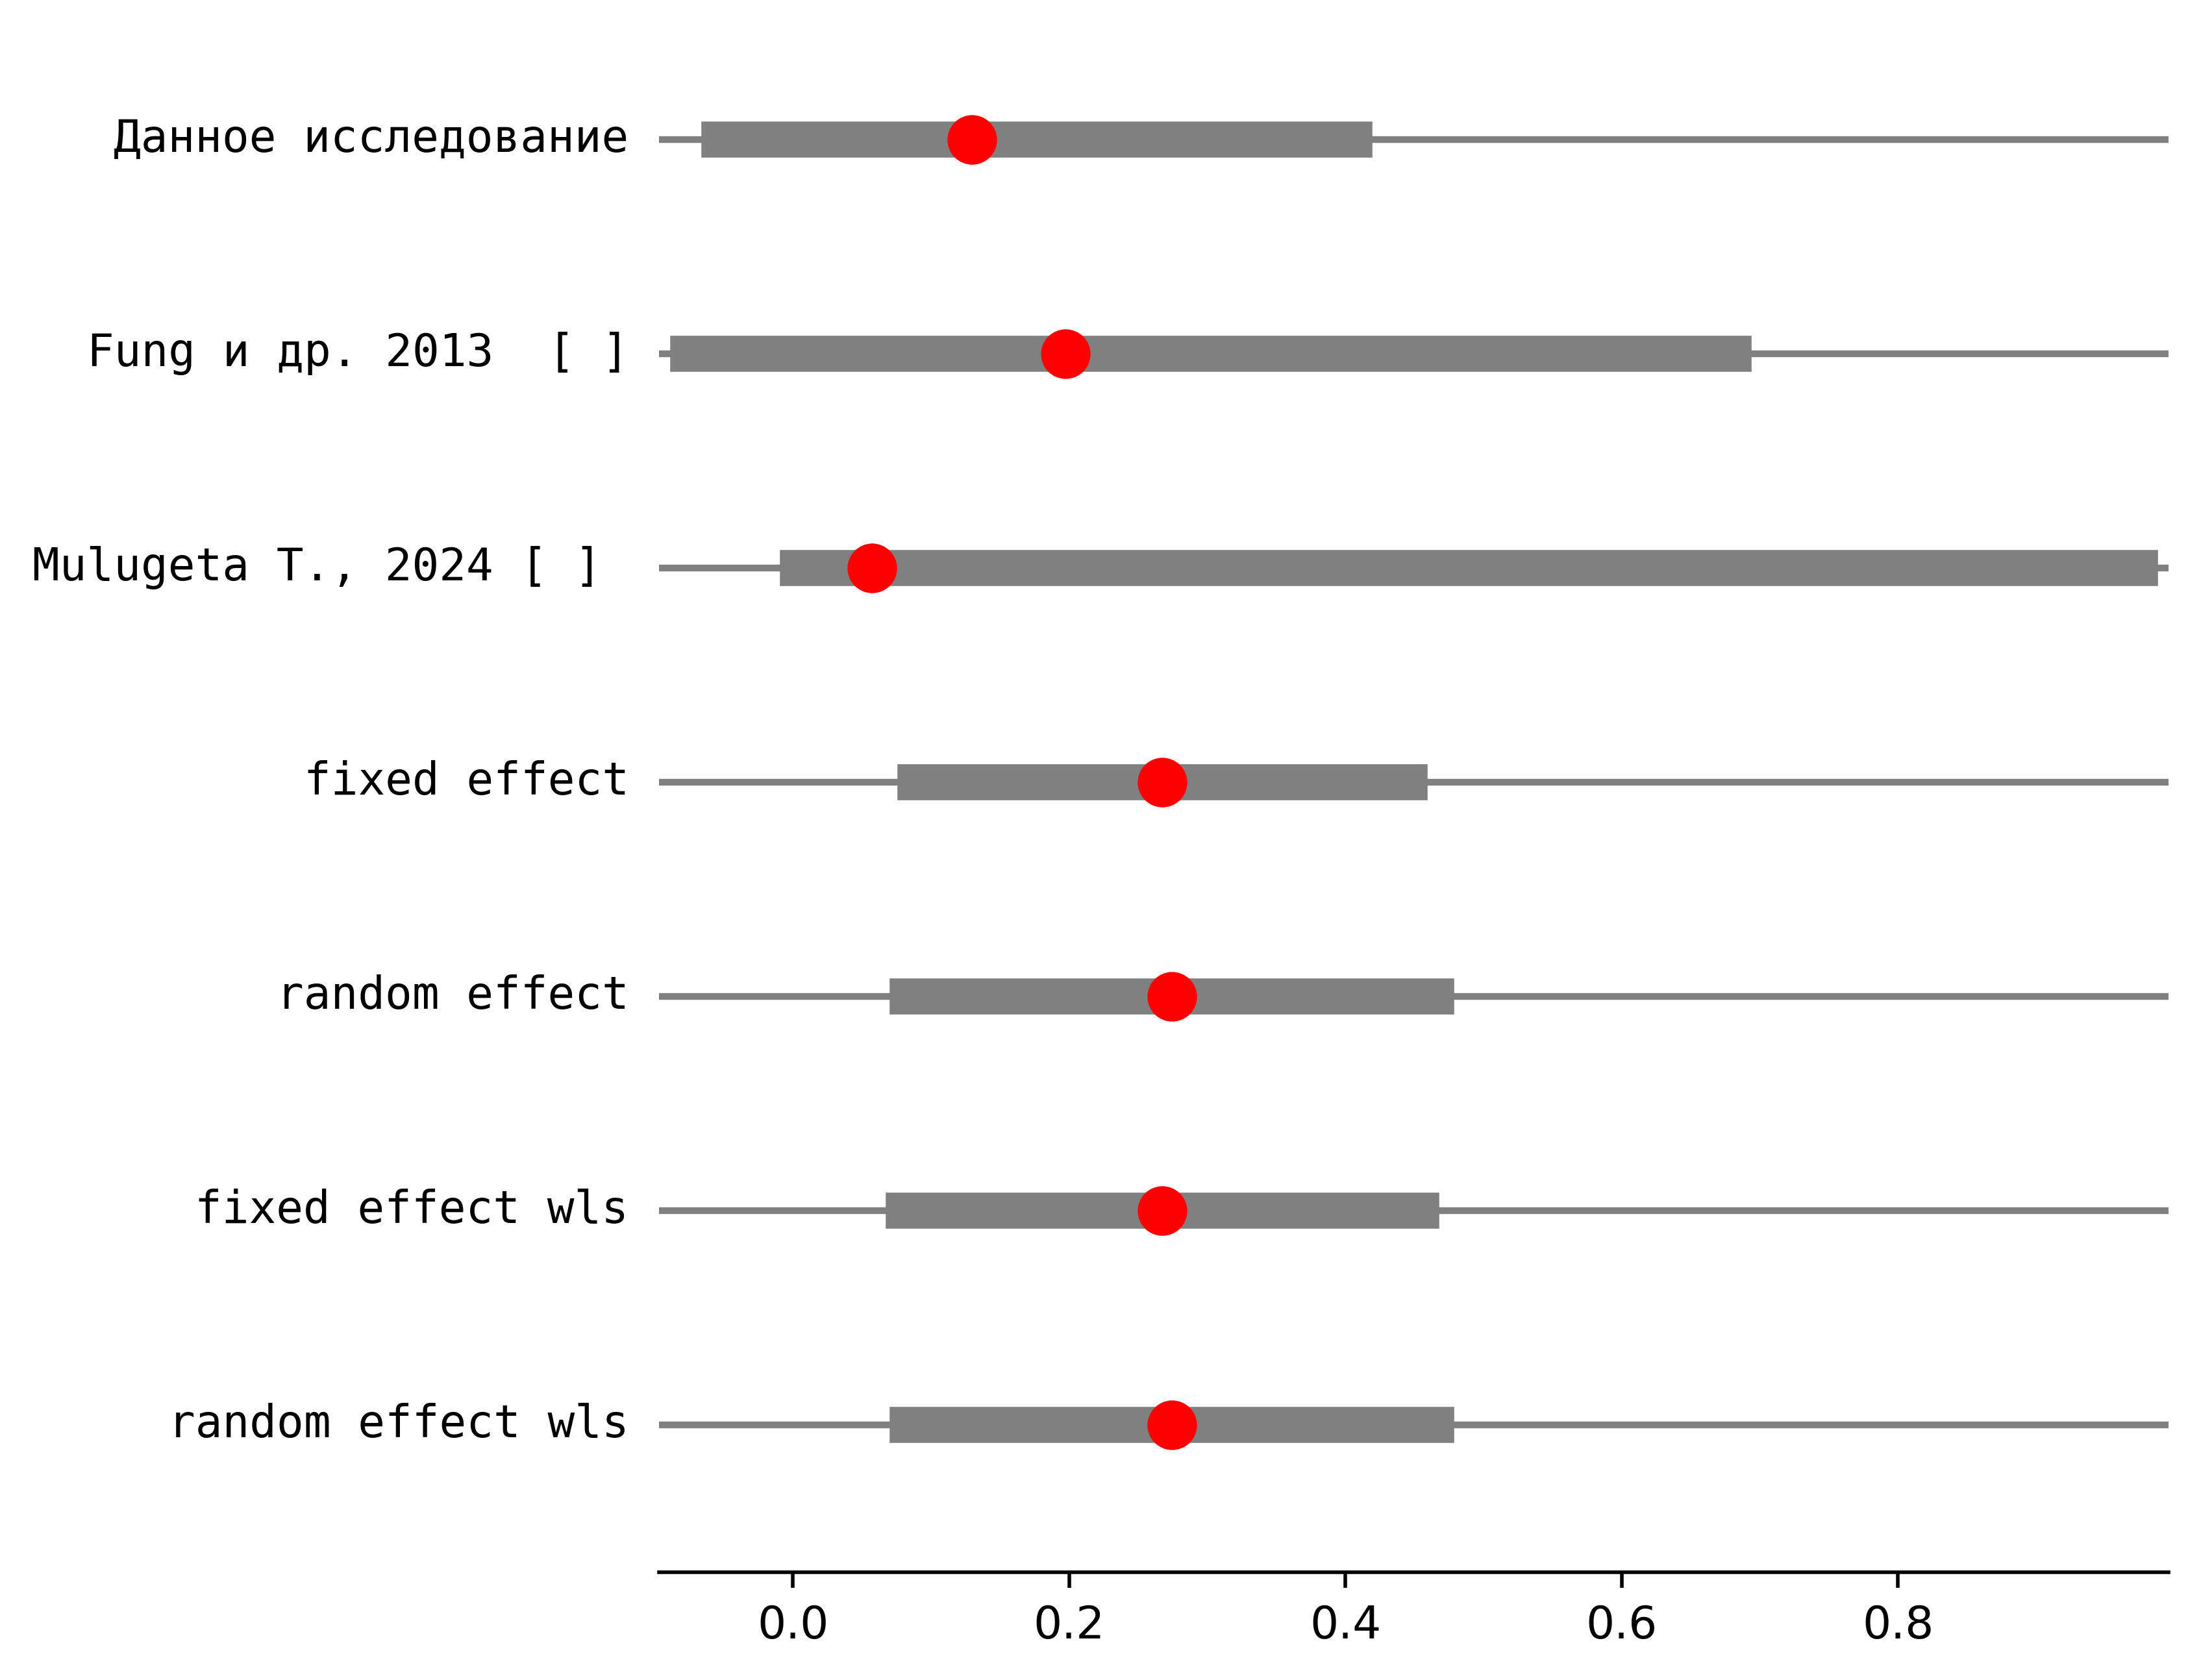 Данное исследование
Fung и др. 2013  [ ]
Mulugeta T., 2024 [ ]
fixed effect
random effect
fixed effect wls
random effect wls
0.0 0.2 0.4 0.6 0.8